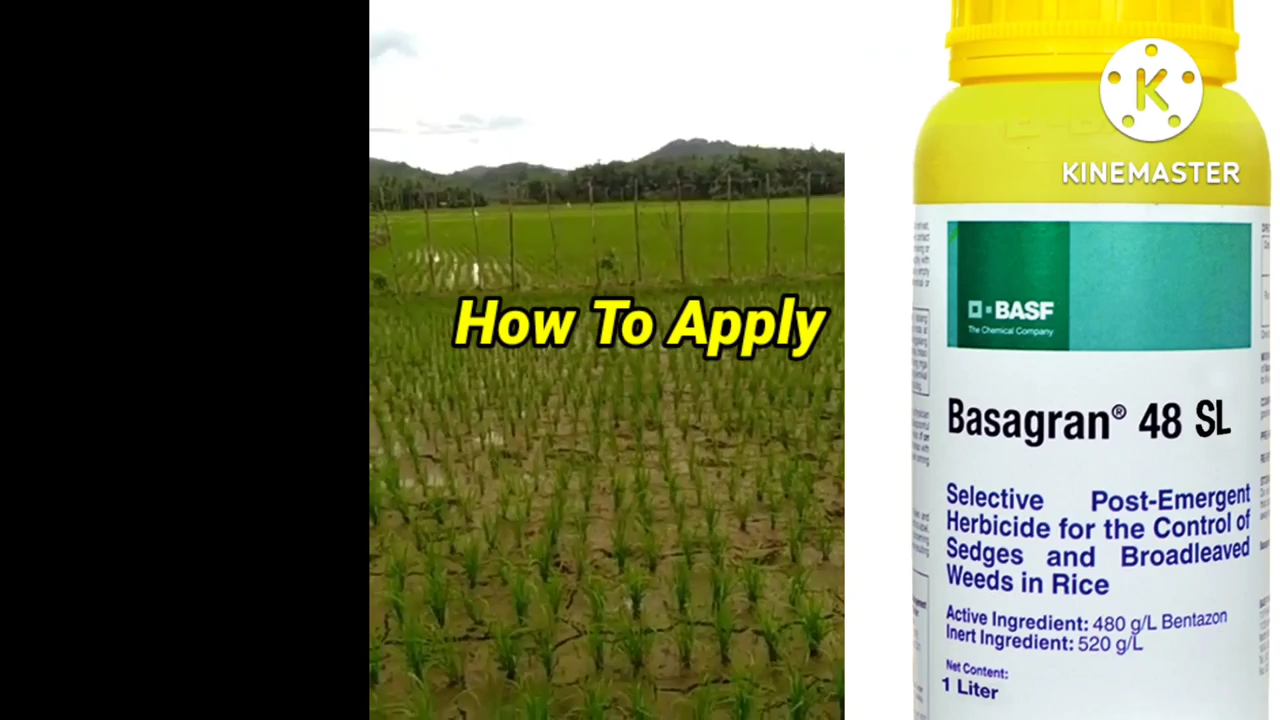 How To Apply
K
KINEMASTER
BASF
The Chemical Company
Basagran® 48 SL
Selective Post-Emergent
Herbicide for the Control of
Sedges and Broadleaved
Weeds in Rice
Active Ingredient: 480 g/L Bentazon
Inert Ingredient: 520 g/L
Net Content:
1 Liter